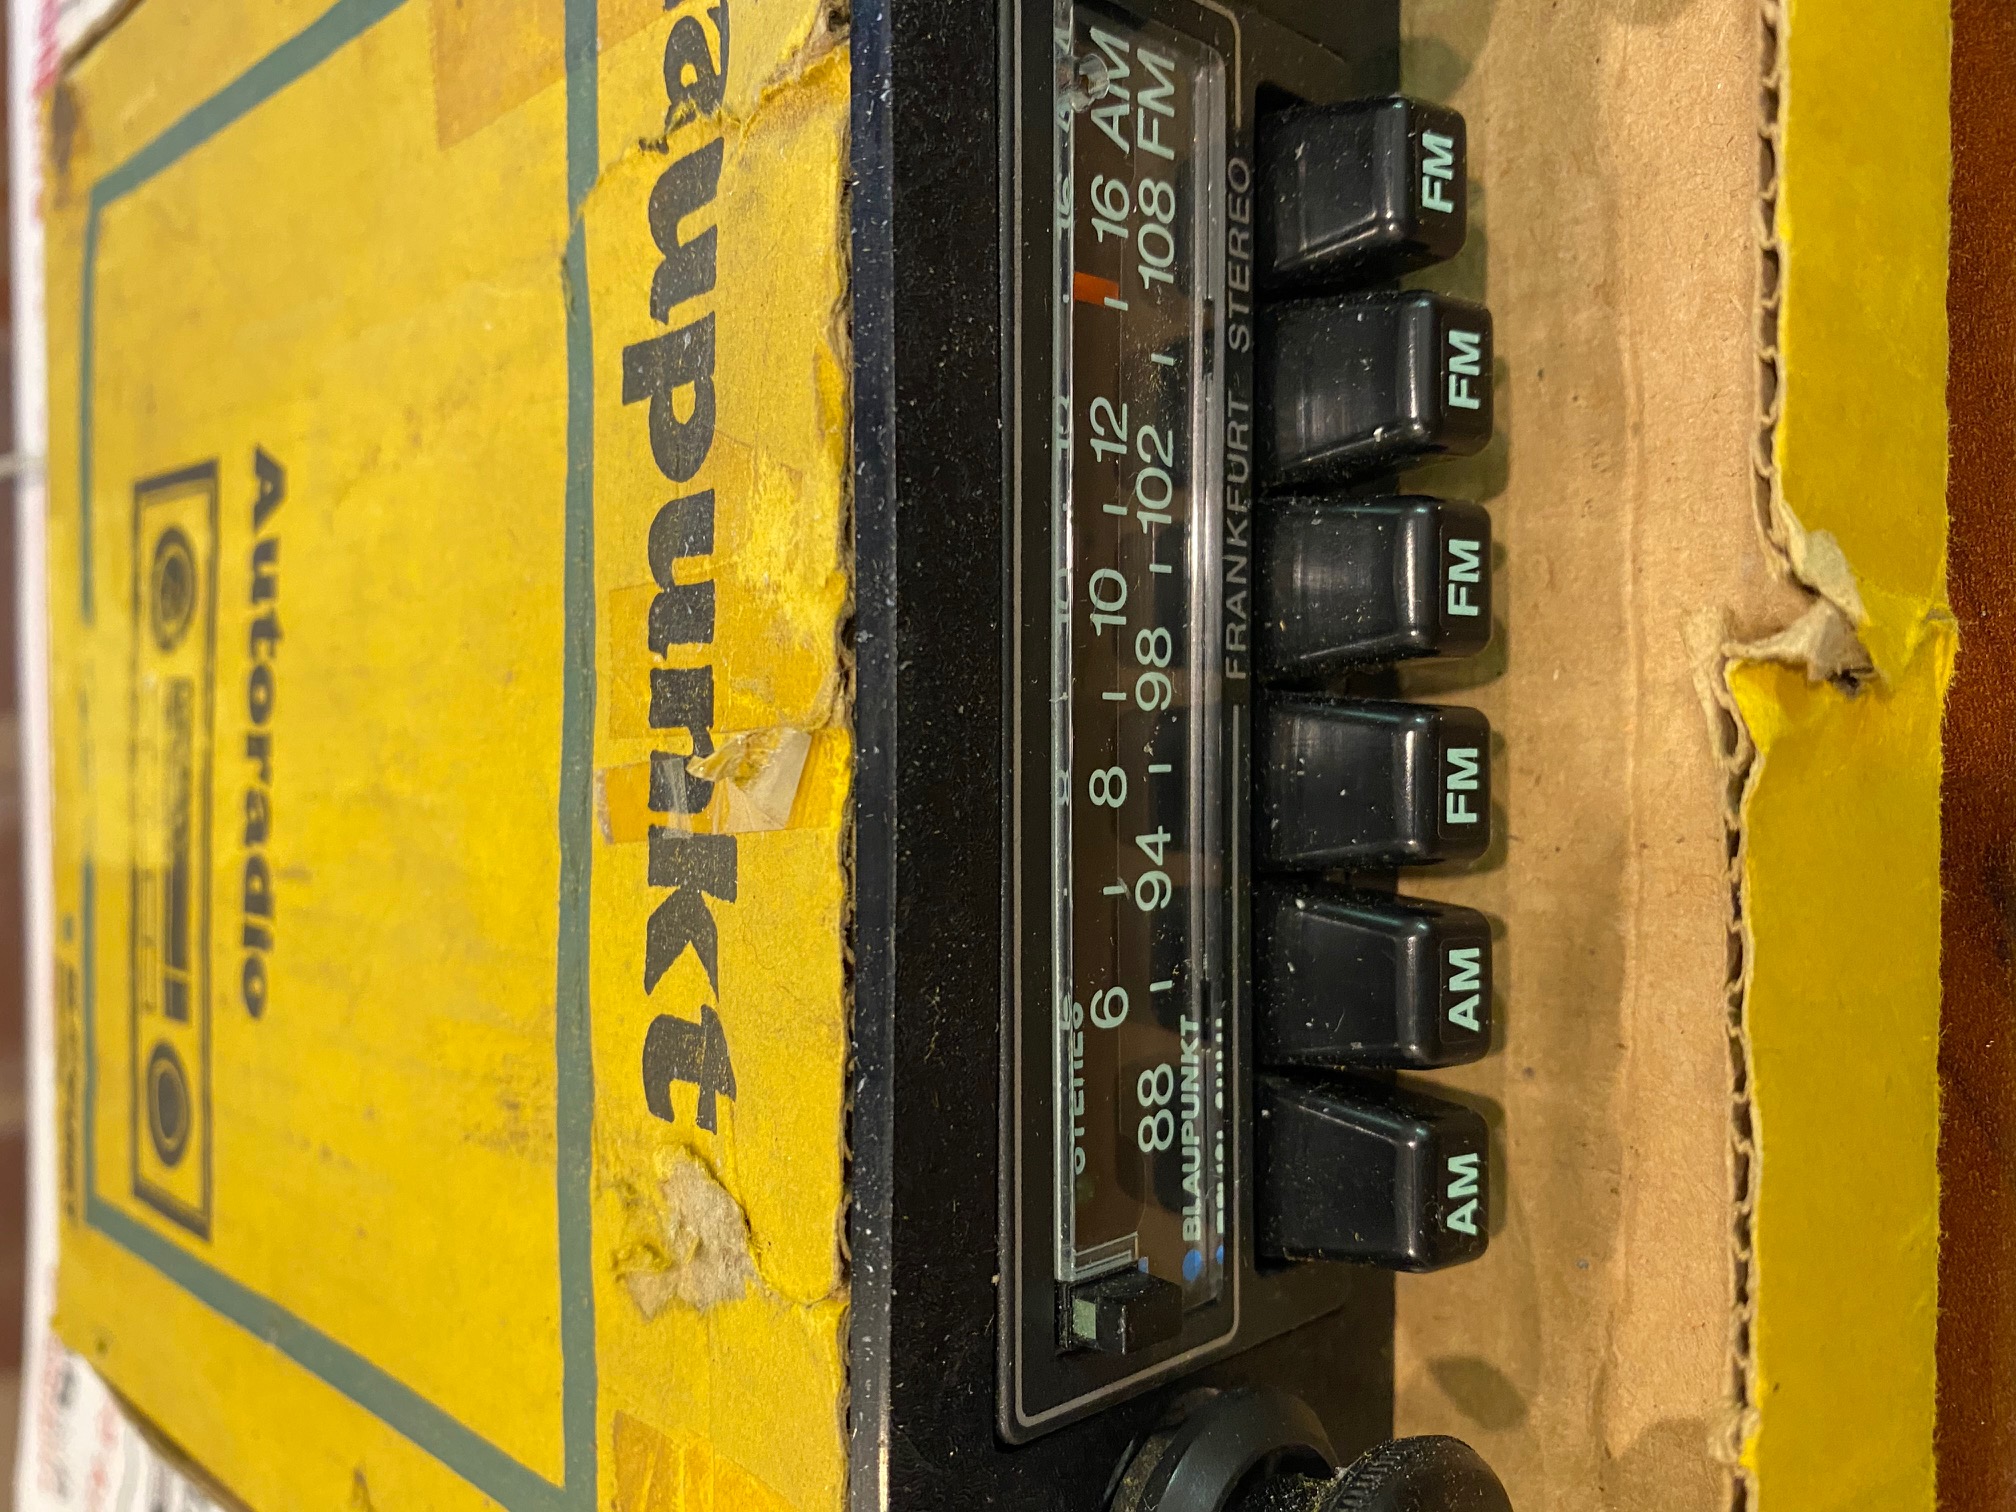 Autoradio
aupunkt
STEREO
6 8 10 12 16 AM
88 94 98 102 108 FM
BLAUPUNKT
FRANKFURT STEREO
AM AM FM FM FM FM